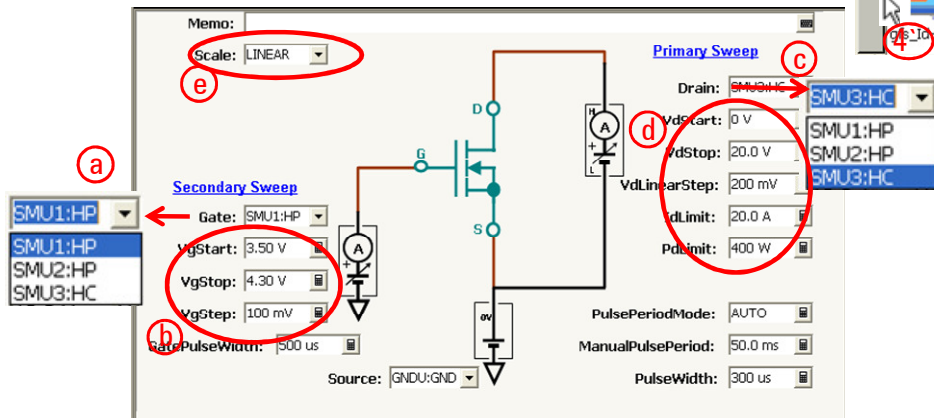 Memo:
Scale: LINEAR
e
Primary Sweep
4
c
Drain: SMU3:HC
SMU3:HC
SMU1:HP
SMU2:HP
SMU3:HC
d
VdStart: 0 V
VdStop: 20.0 V
VdLinearStep: 200 mV
IdLimit: 20.0 A
PdLimit: 400 W
D
G
S
H
A
+
L
a
Secondary Sweep
SMU1:HP
SMU1:HP
SMU2:HP
SMU3:HC
Gate: SMU1:HP
VgStart: 3.50 V
VgStop: 4.30 V
VgStep: 100 mV
b
GatePulseWidth: 500 us
A
+
0V
Source: GNDU:GND
PulsePeriodMode: AUTO
ManualPulsePeriod: 50.0 ms
PulseWidth: 300 us